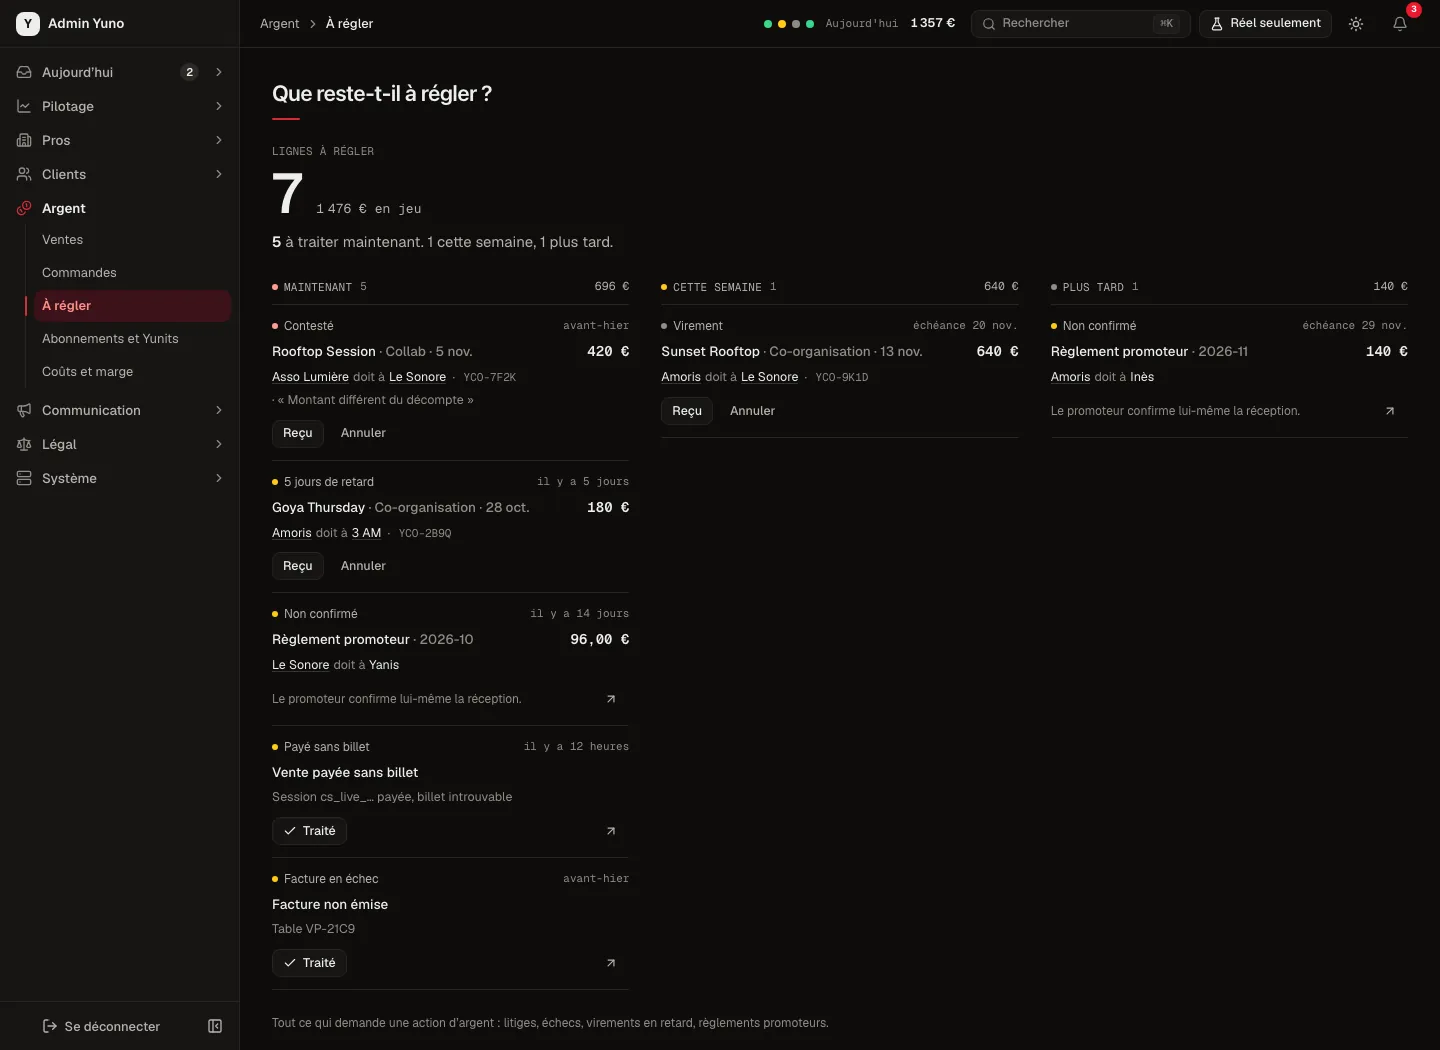 Y Admin Yuno
Aujourd'hui 2
Pilotage
Pros
Clients
Argent
Ventes
Commandes
À régler
Abonnements et Yunits
Coûts et marge
Communication
Légal
Système
Se déconnecter
Argent > À régler
Aujourd'hui 1 357 €
Rechercher ⌘K
Réel seulement
3
Que reste-t-il à régler ?
LIGNES À RÉGLER
7 1 476 € en jeu
5 à traiter maintenant. 1 cette semaine, 1 plus tard.
MAINTENANT 5 696 €
Contesté avant-hier
Rooftop Session · Collab · 5 nov. 420 €
Asso Lumière doit à Le Sonore · YCO-7F2K
· « Montant différent du décompte »
Reçu Annuler
5 jours de retard il y a 5 jours
Goya Thursday · Co-organisation · 28 oct. 180 €
Amoris doit à 3 AM · YCO-2B9Q
Reçu Annuler
Non confirmé il y a 14 jours
Règlement promoteur · 2026-10 96,00 €
Le Sonore doit à Yanis
Le promoteur confirme lui-même la réception.
Payé sans billet il y a 12 heures
Vente payée sans billet
Session cs_live_… payée, billet introuvable
Traité
Facture en échec avant-hier
Facture non émise
Table VP-21C9
Traité
CETTE SEMAINE 1 640 €
Virement échéance 20 nov.
Sunset Rooftop · Co-organisation · 13 nov. 640 €
Amoris doit à Le Sonore · YCO-9K1D
Reçu Annuler
PLUS TARD 1 140 €
Non confirmé échéance 29 nov.
Règlement promoteur · 2026-11 140 €
Amoris doit à Inès
Le promoteur confirme lui-même la réception.
Tout ce qui demande une action d'argent : litiges, échecs, virements en retard, règlements promoteurs.